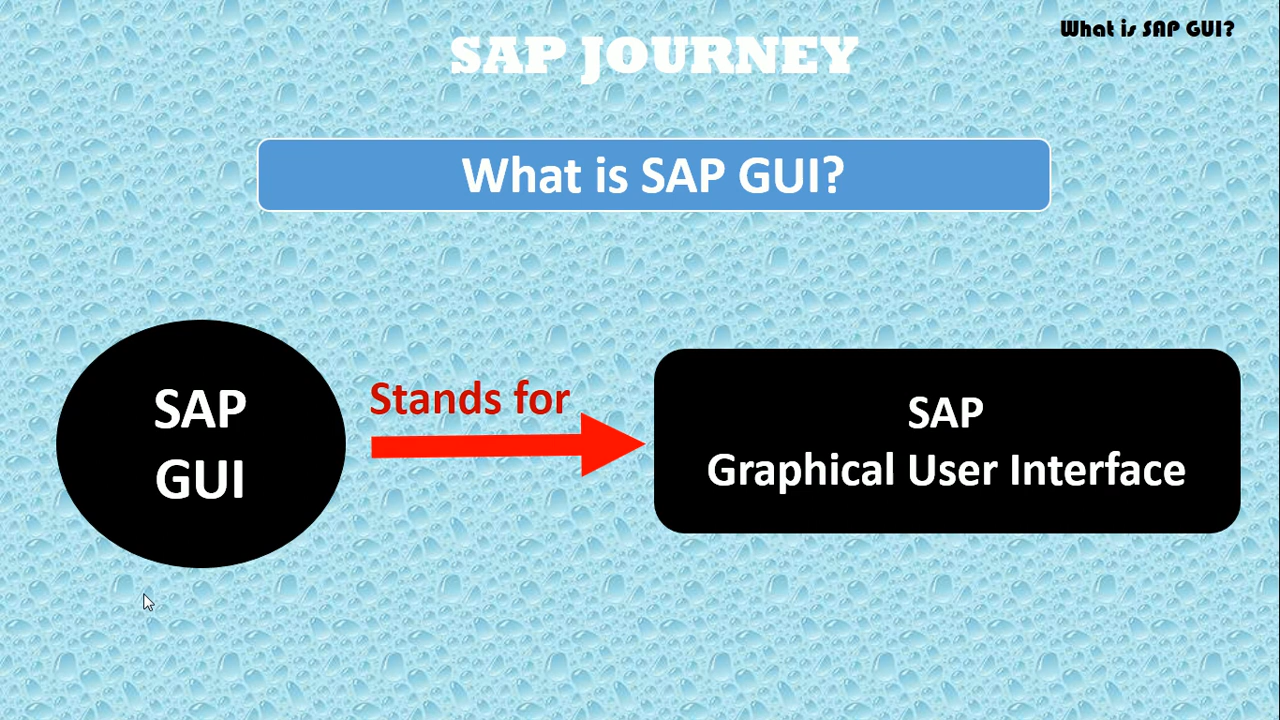 What is SAP GUI?
SAP JOURNEY
What is SAP GUI?
SAP
GUI
Stands for
SAP
Graphical User Interface